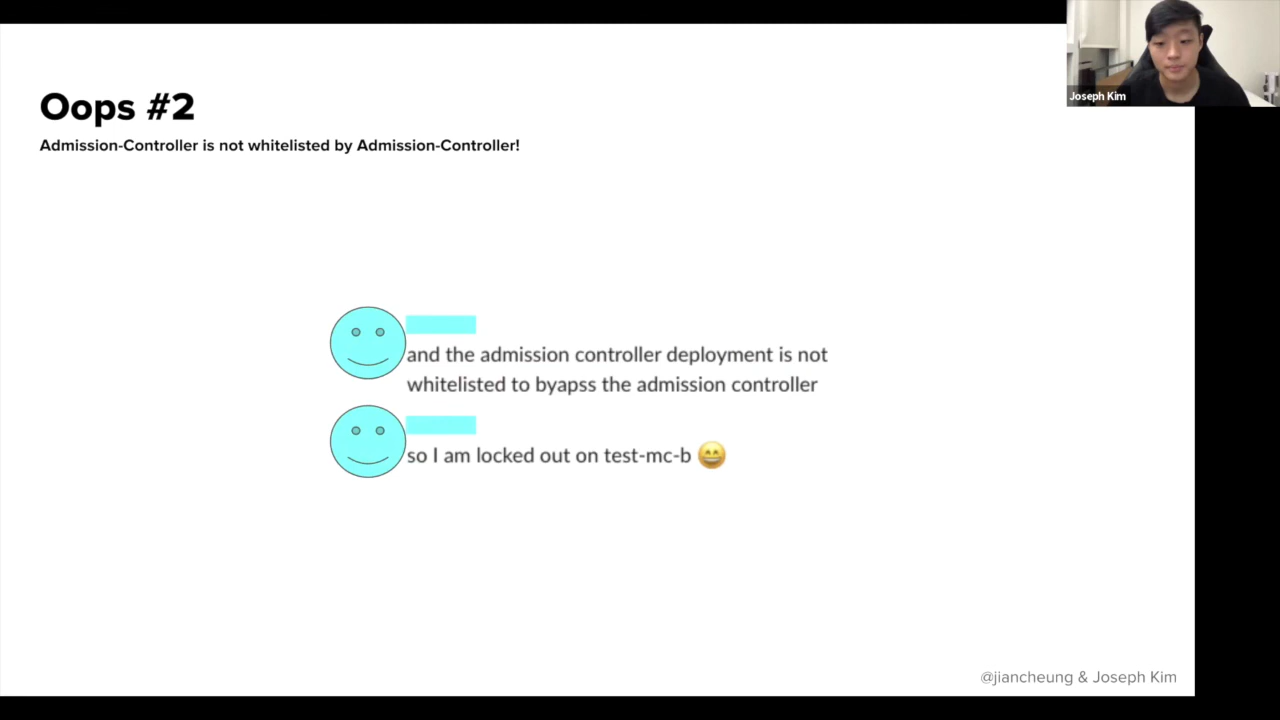 Joseph Kim
Oops #2
Admission-Controller is not whitelisted by Admission-Controller!
and the admission controller deployment is not
whitelisted to byapss the admission controller
so I am locked out on test-mc-b 😁
@jiancheung & Joseph Kim